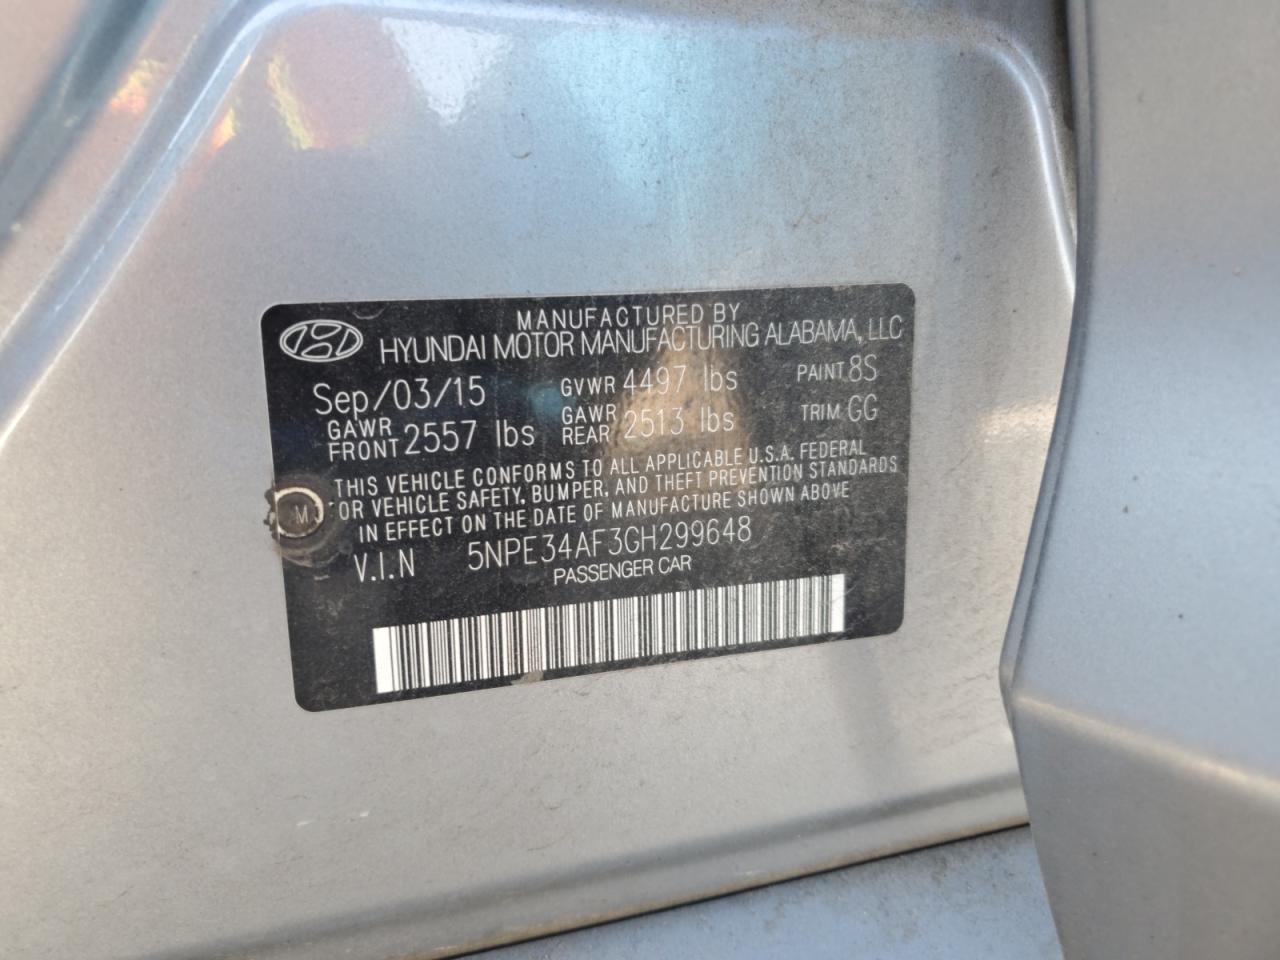 MANUFACTURED BY
HYUNDAI MOTOR MANUFACTURING ALABAMA, LLC
Sep/03/15 GVWR 4497 lbs PAINT 8S
GAWR FRONT 2557 lbs GAWR REAR 2513 lbs TRIM GG
THIS VEHICLE CONFORMS TO ALL APPLICABLE U.S.A. FEDERAL
OR VEHICLE SAFETY, BUMPER, AND THEFT PREVENTION STANDARDS
IN EFFECT ON THE DATE OF MANUFACTURE SHOWN ABOVE
V.I.N 5NPE34AF3GH299648
PASSENGER CAR